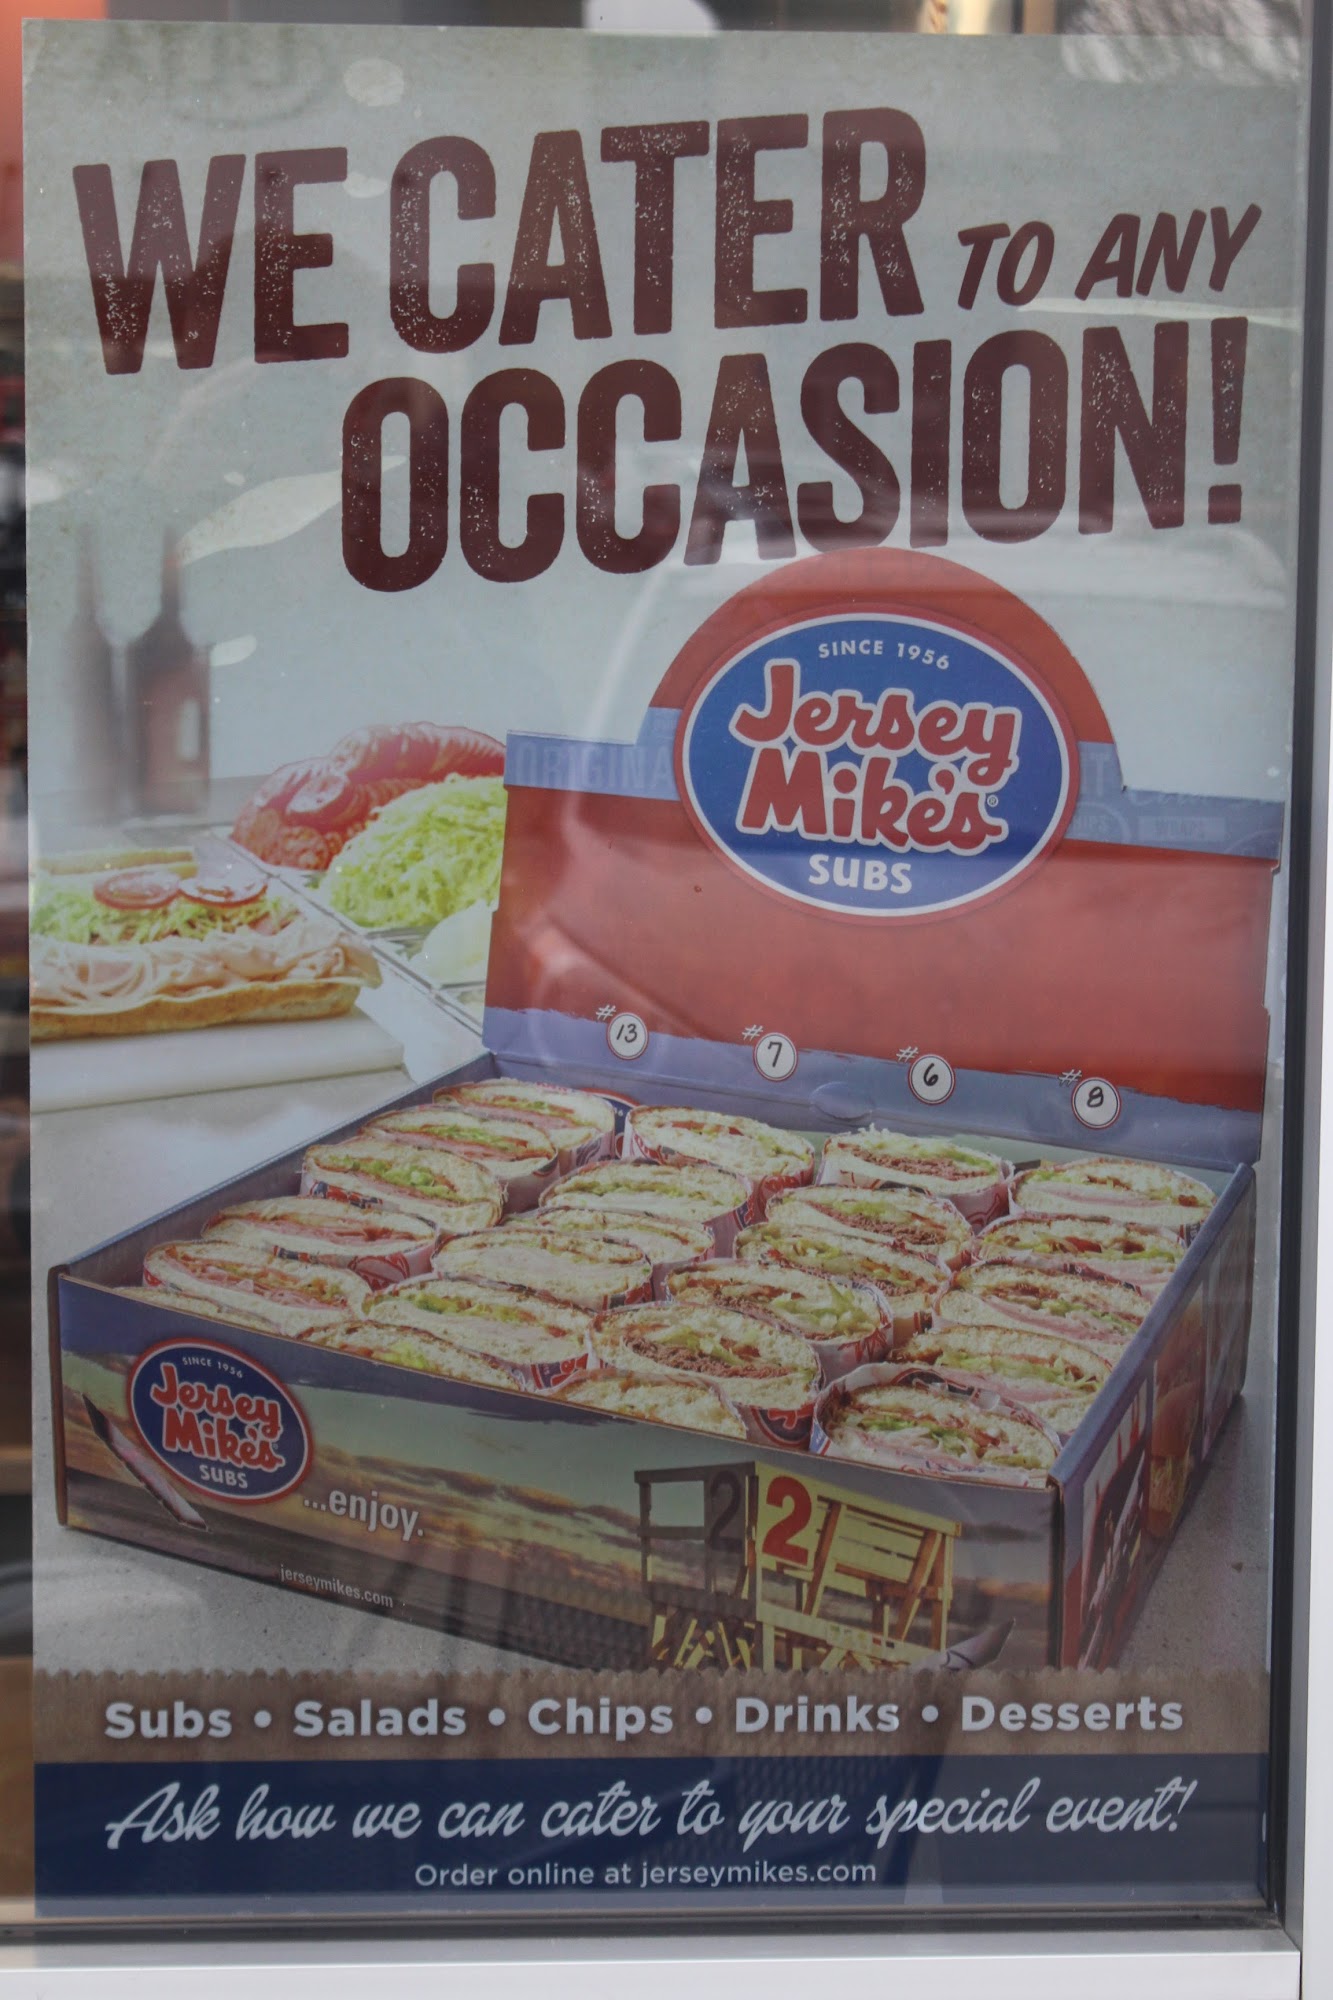 WE CATER TO ANY
OCCASION!
SINCE 1956
Jersey
Mike's®
SUBS
ORIGINA
#13 #7 #6 #8
SINCE 1956
Jersey
Mike's
SUBS
...enjoy.
2 2
jerseymikes.com
Subs • Salads • Chips • Drinks • Desserts
Ask how we can cater to your special event!
Order online at jerseymikes.com